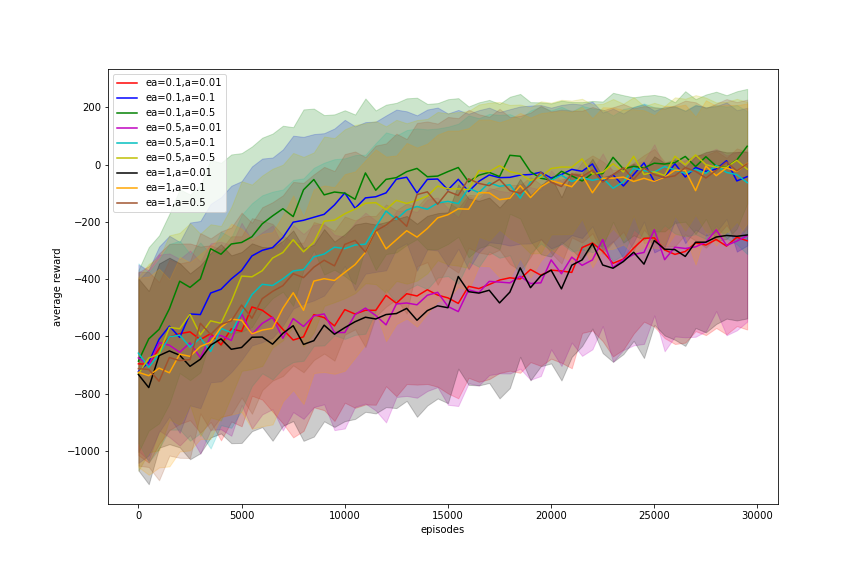 ea=0.1,a=0.01
ea=0.1,a=0.1
ea=0.1,a=0.5
ea=0.5,a=0.01
ea=0.5,a=0.1
ea=0.5,a=0.5
ea=1,a=0.01
ea=1,a=0.1
ea=1,a=0.5
average reward
200
0
−200
−400
−600
−800
−1000
0 5000 10000 15000 20000 25000 30000
episodes